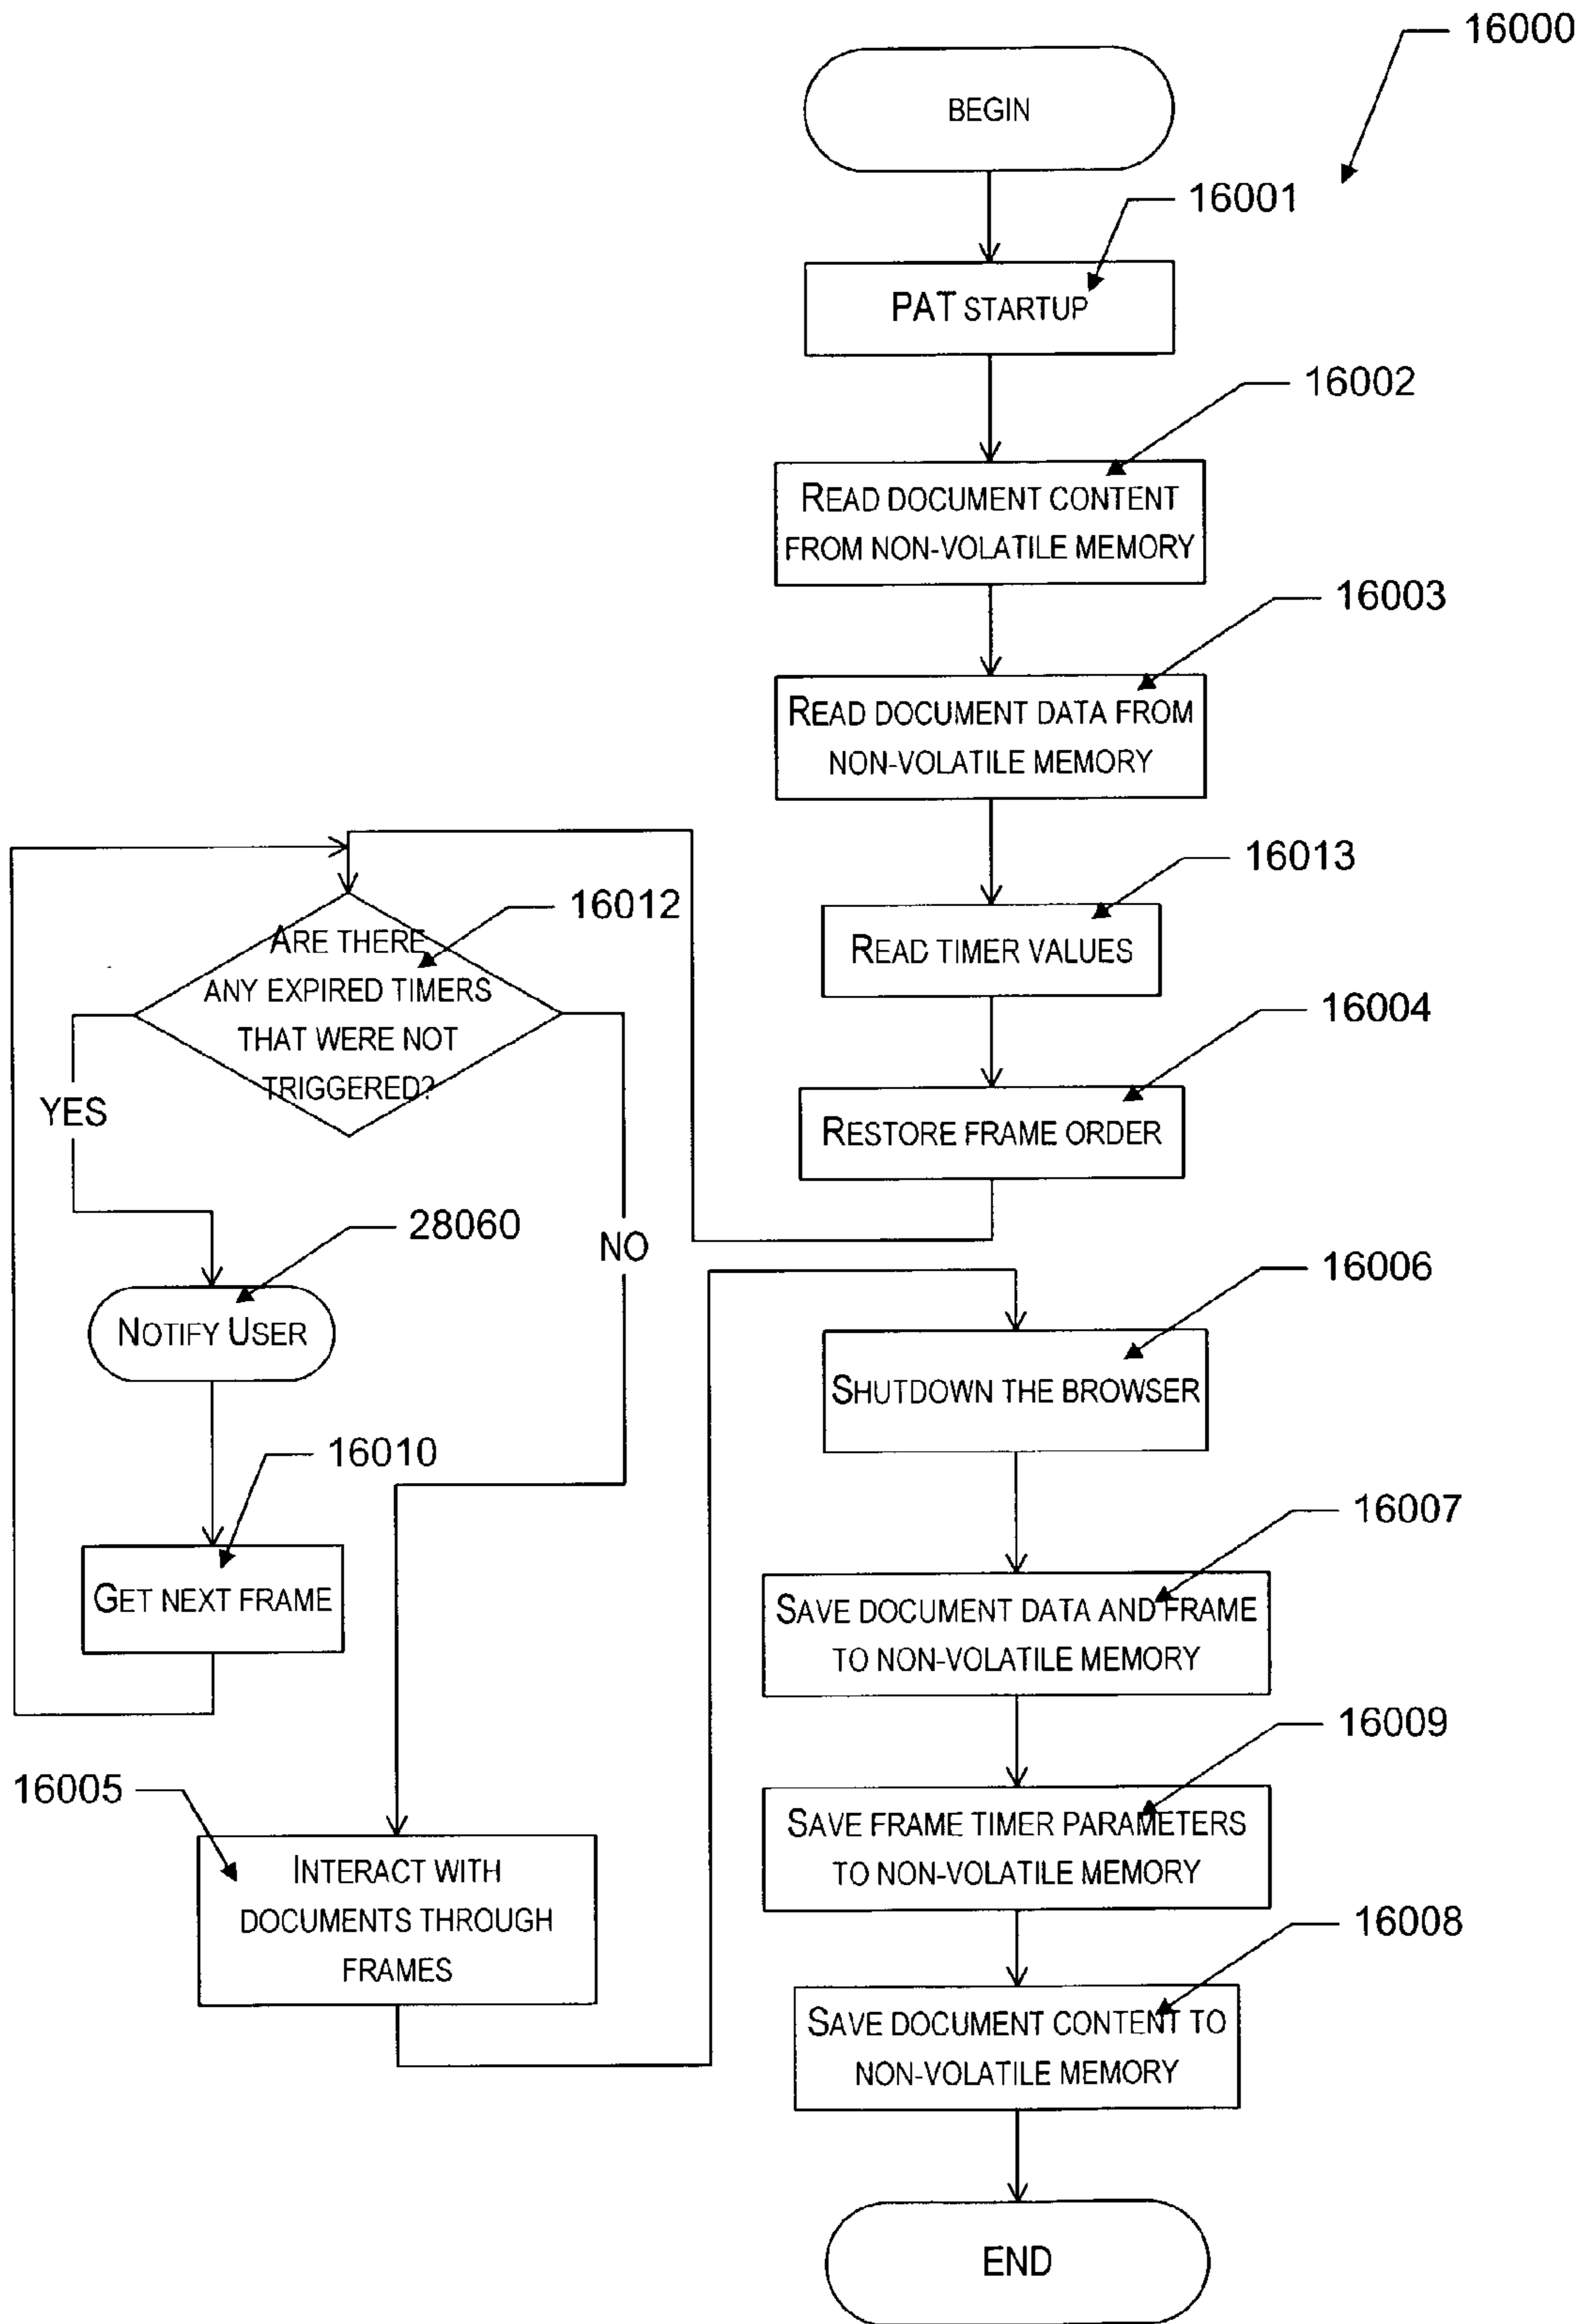 16000
BEGIN
16001
PAT STARTUP
16002
READ DOCUMENT CONTENT
FROM NON-VOLATILE MEMORY
16003
READ DOCUMENT DATA FROM
NON-VOLATILE MEMORY
16013
READ TIMER VALUES
16004
RESTORE FRAME ORDER
16012
ARE THERE
ANY EXPIRED TIMERS
THAT WERE NOT
TRIGGERED?
YES
NO
28060
NOTIFY USER
16010
GET NEXT FRAME
16005
INTERACT WITH
DOCUMENTS THROUGH
FRAMES
16006
SHUTDOWN THE BROWSER
16007
SAVE DOCUMENT DATA AND FRAME
TO NON-VOLATILE MEMORY
16009
SAVE FRAME TIMER PARAMETERS
TO NON-VOLATILE MEMORY
16008
SAVE DOCUMENT CONTENT TO
NON-VOLATILE MEMORY
END